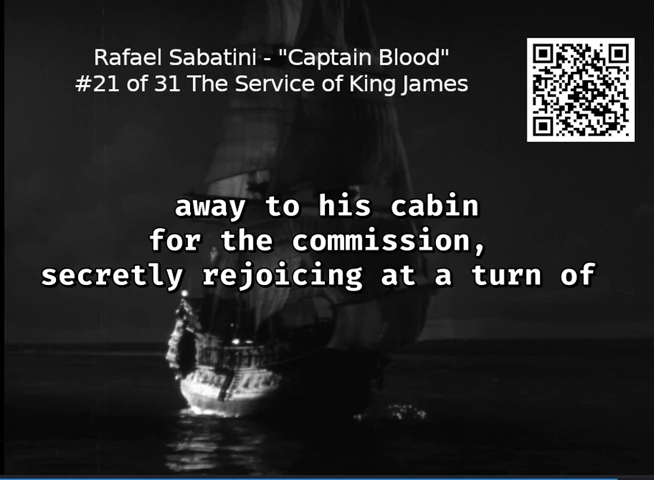 Rafael Sabatini - "Captain Blood"
#21 of 31 The Service of King James
away to his cabin
for the commission,
secretly rejoicing at a turn of